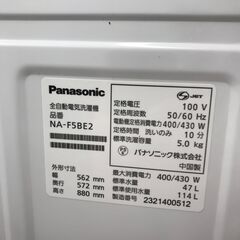 Panasonic
JET
全自動電気洗濯機
品番
NA-F5BE2
外形寸法
幅 562 mm
奥行 572 mm
高さ 880 mm
定格電圧 100 V
定格周波数 50/60 Hz
電動機定格消費電力 400/430 W
標準時間 洗いのみ 10 分
標準洗濯容量 5.0 kg
パナソニック株式会社
中国製
最大消費電力 400/430 W
標準水量 47 L
標準使用水量 114 L
2321400512